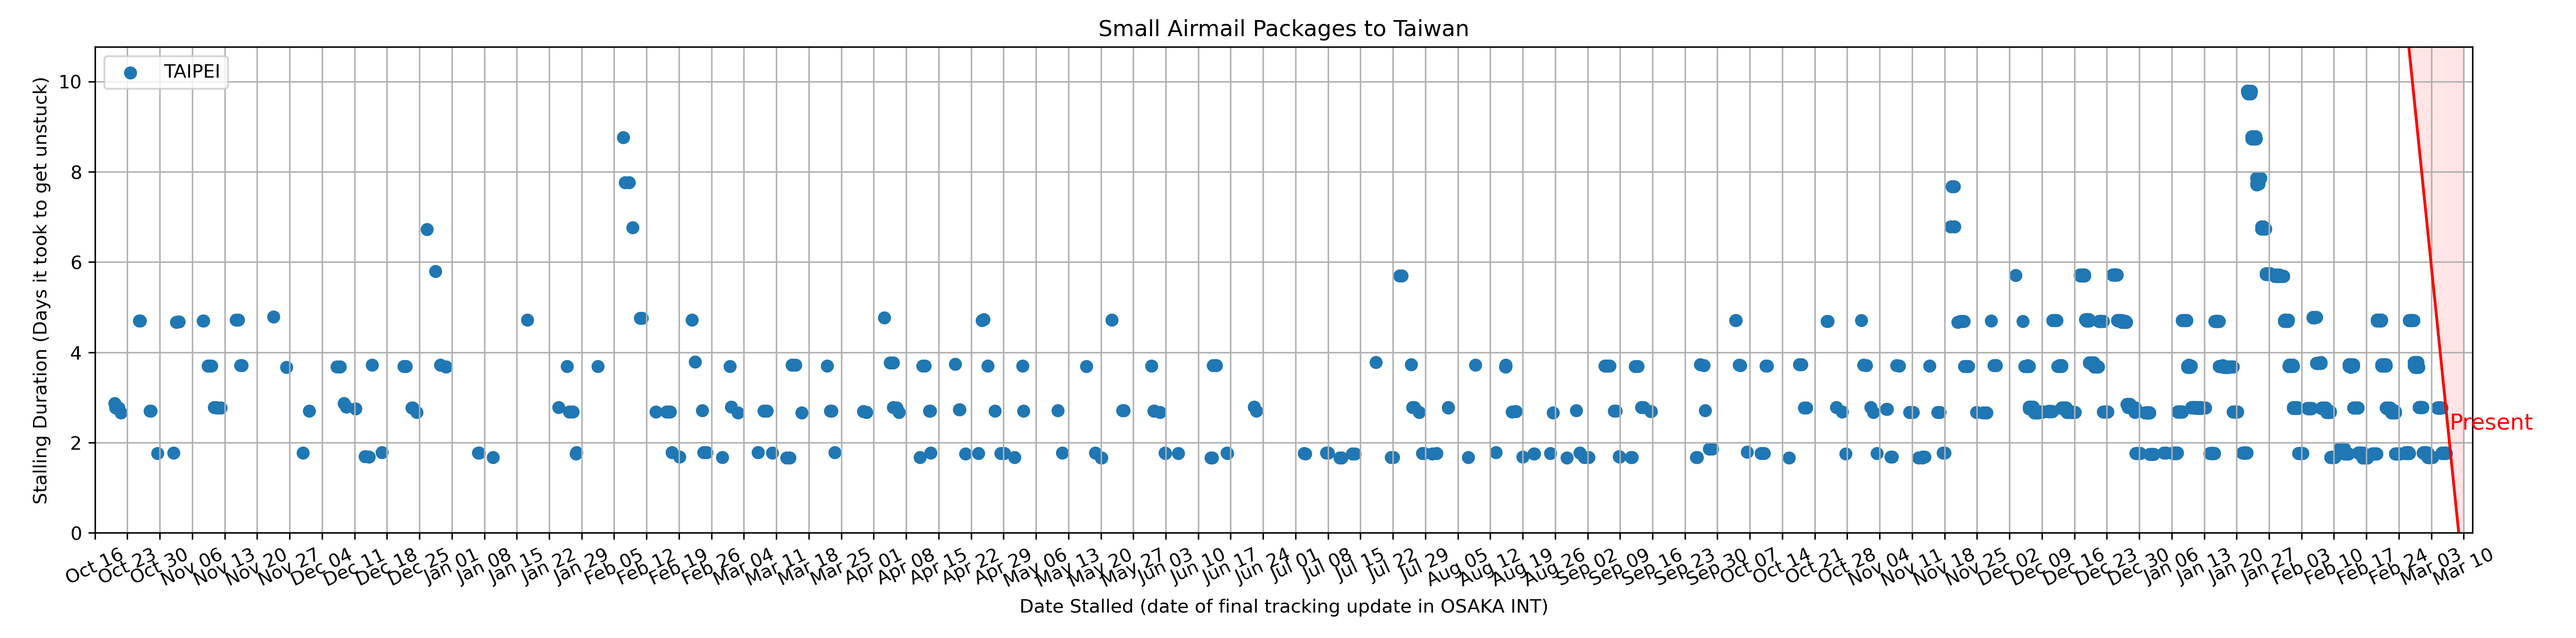 Small Airmail Packages to Taiwan
TAIPEI
Stalling Duration (Days it took to get unstuck)
10
8
6
4
2
0
Present
Oct 16 Oct 23 Oct 30 Nov 06 Nov 13 Nov 20 Nov 27 Dec 04 Dec 11 Dec 18 Dec 25 Jan 01 Jan 08 Jan 15 Jan 22 Jan 29 Feb 05 Feb 12 Feb 19 Feb 26 Mar 04 Mar 11 Mar 18 Mar 25 Apr 01 Apr 08 Apr 15 Apr 22 Apr 29 May 06 May 13 May 20 May 27 Jun 03 Jun 10 Jun 17 Jun 24 Jul 01 Jul 08 Jul 15 Jul 22 Jul 29 Aug 05 Aug 12 Aug 19 Aug 26 Sep 02 Sep 09 Sep 16 Sep 23 Sep 30 Oct 07 Oct 14 Oct 21 Oct 28 Nov 04 Nov 11 Nov 18 Nov 25 Dec 02 Dec 09 Dec 16 Dec 23 Dec 30 Jan 06 Jan 13 Jan 20 Jan 27 Feb 03 Feb 10 Feb 17 Feb 24 Mar 03 Mar 10
Date Stalled (date of final tracking update in OSAKA INT)